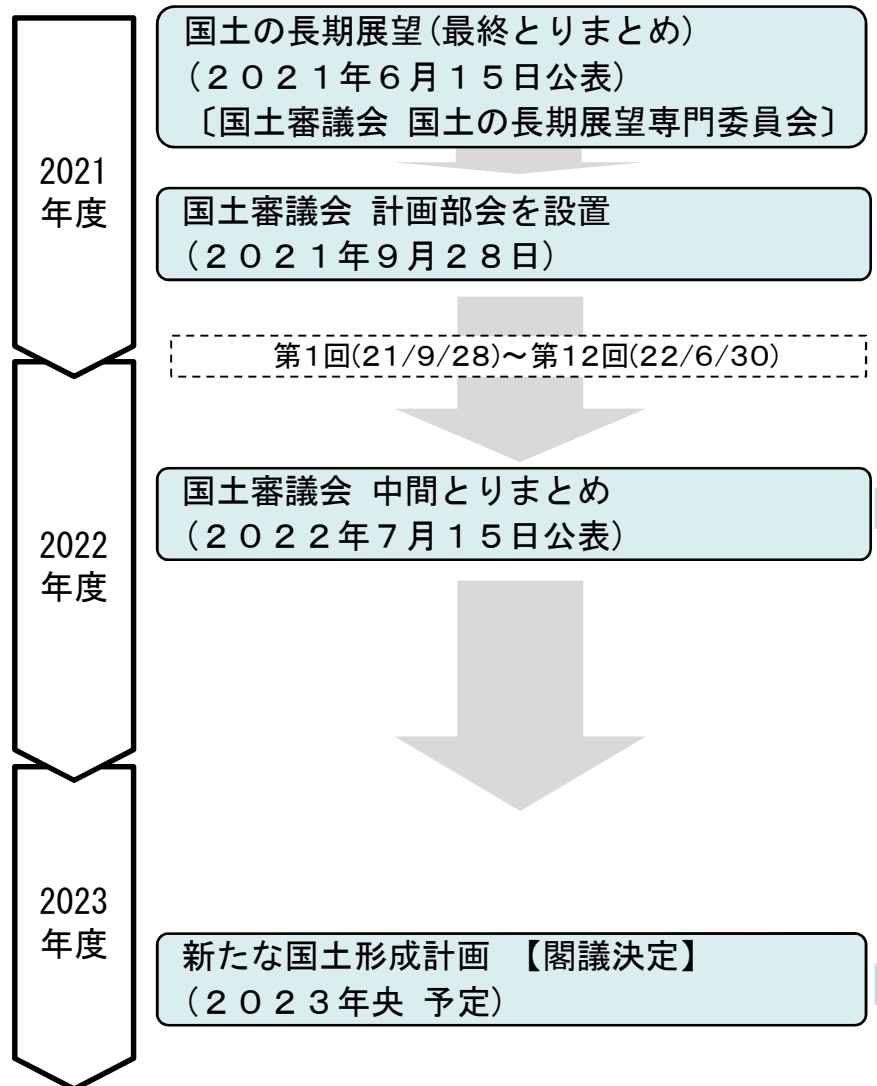 2021
年度
国土の長期展望(最終とりまとめ)
(2021年6月15日公表)
〔国土審議会 国土の長期展望専門委員会〕
国土審議会 計画部会を設置
(2021年9月28日)
第1回(21/9/28)～第12回(22/6/30)
2022
年度
国土審議会 中間とりまとめ
(2022年7月15日公表)
2023
年度
新たな国土形成計画 【閣議決定】
(2023年央 予定)